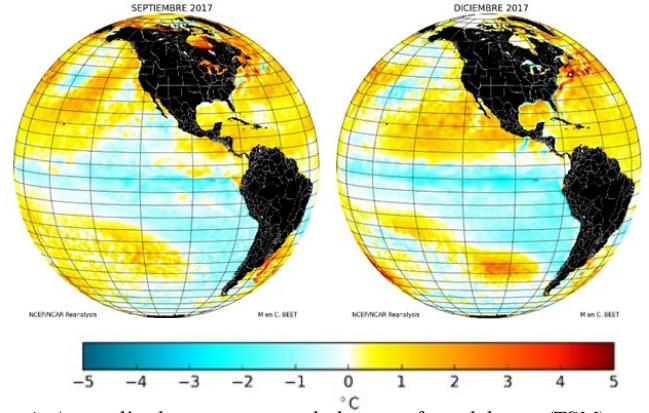 SEPTIEMBRE 2017
DICIEMBRE 2017
NCEP/NCAR Reanalysis
M en C. BEET
NCEP/NCAR Reanalysis
M en C. BEET
−5 −4 −3 −2 −1 0 1 2 3 4 5
°C
(TSM)